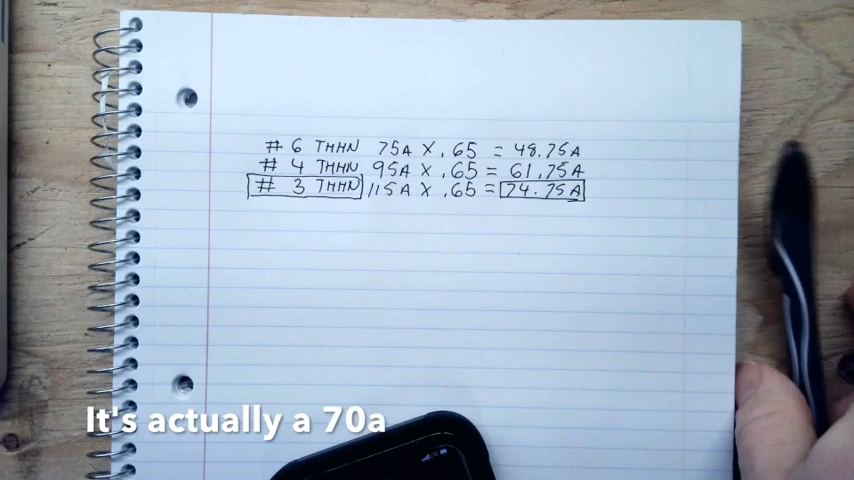 # 6 THHN 75A X .65 = 48.75A
# 4 THHN 95A X .65 = 61.75A
# 3 THHN 115A X .65 = 74.75A
It's actually a 70a